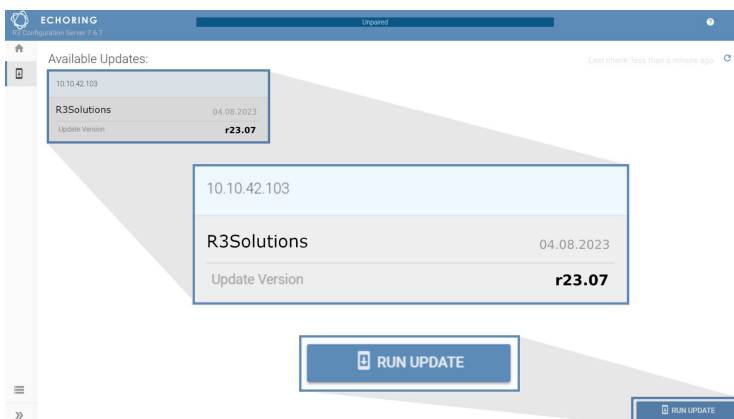 ECHORING
R3 Configuration Server 7.6.7
Unpaired
?
Available Updates:
Last check: less than a minute ago
10.10.42.103
R3Solutions 04.08.2023
Update Version r23.07
10.10.42.103
R3Solutions 04.08.2023
Update Version r23.07
RUN UPDATE
RUN UPDATE